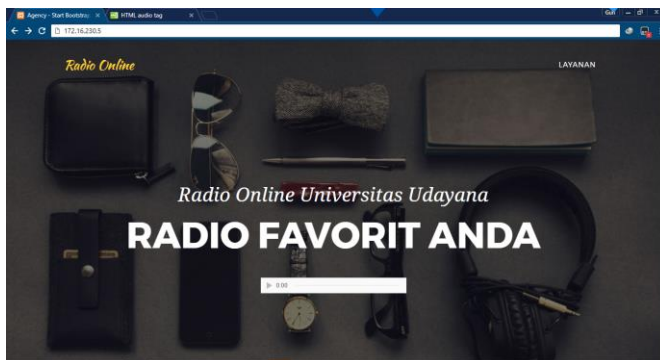 Agency - Start Bootstrap
HTML audio tag
172.16.230.5
Radio Online
LAYANAN
Radio Online Universitas Udayana
RADIO FAVORIT ANDA
0:00